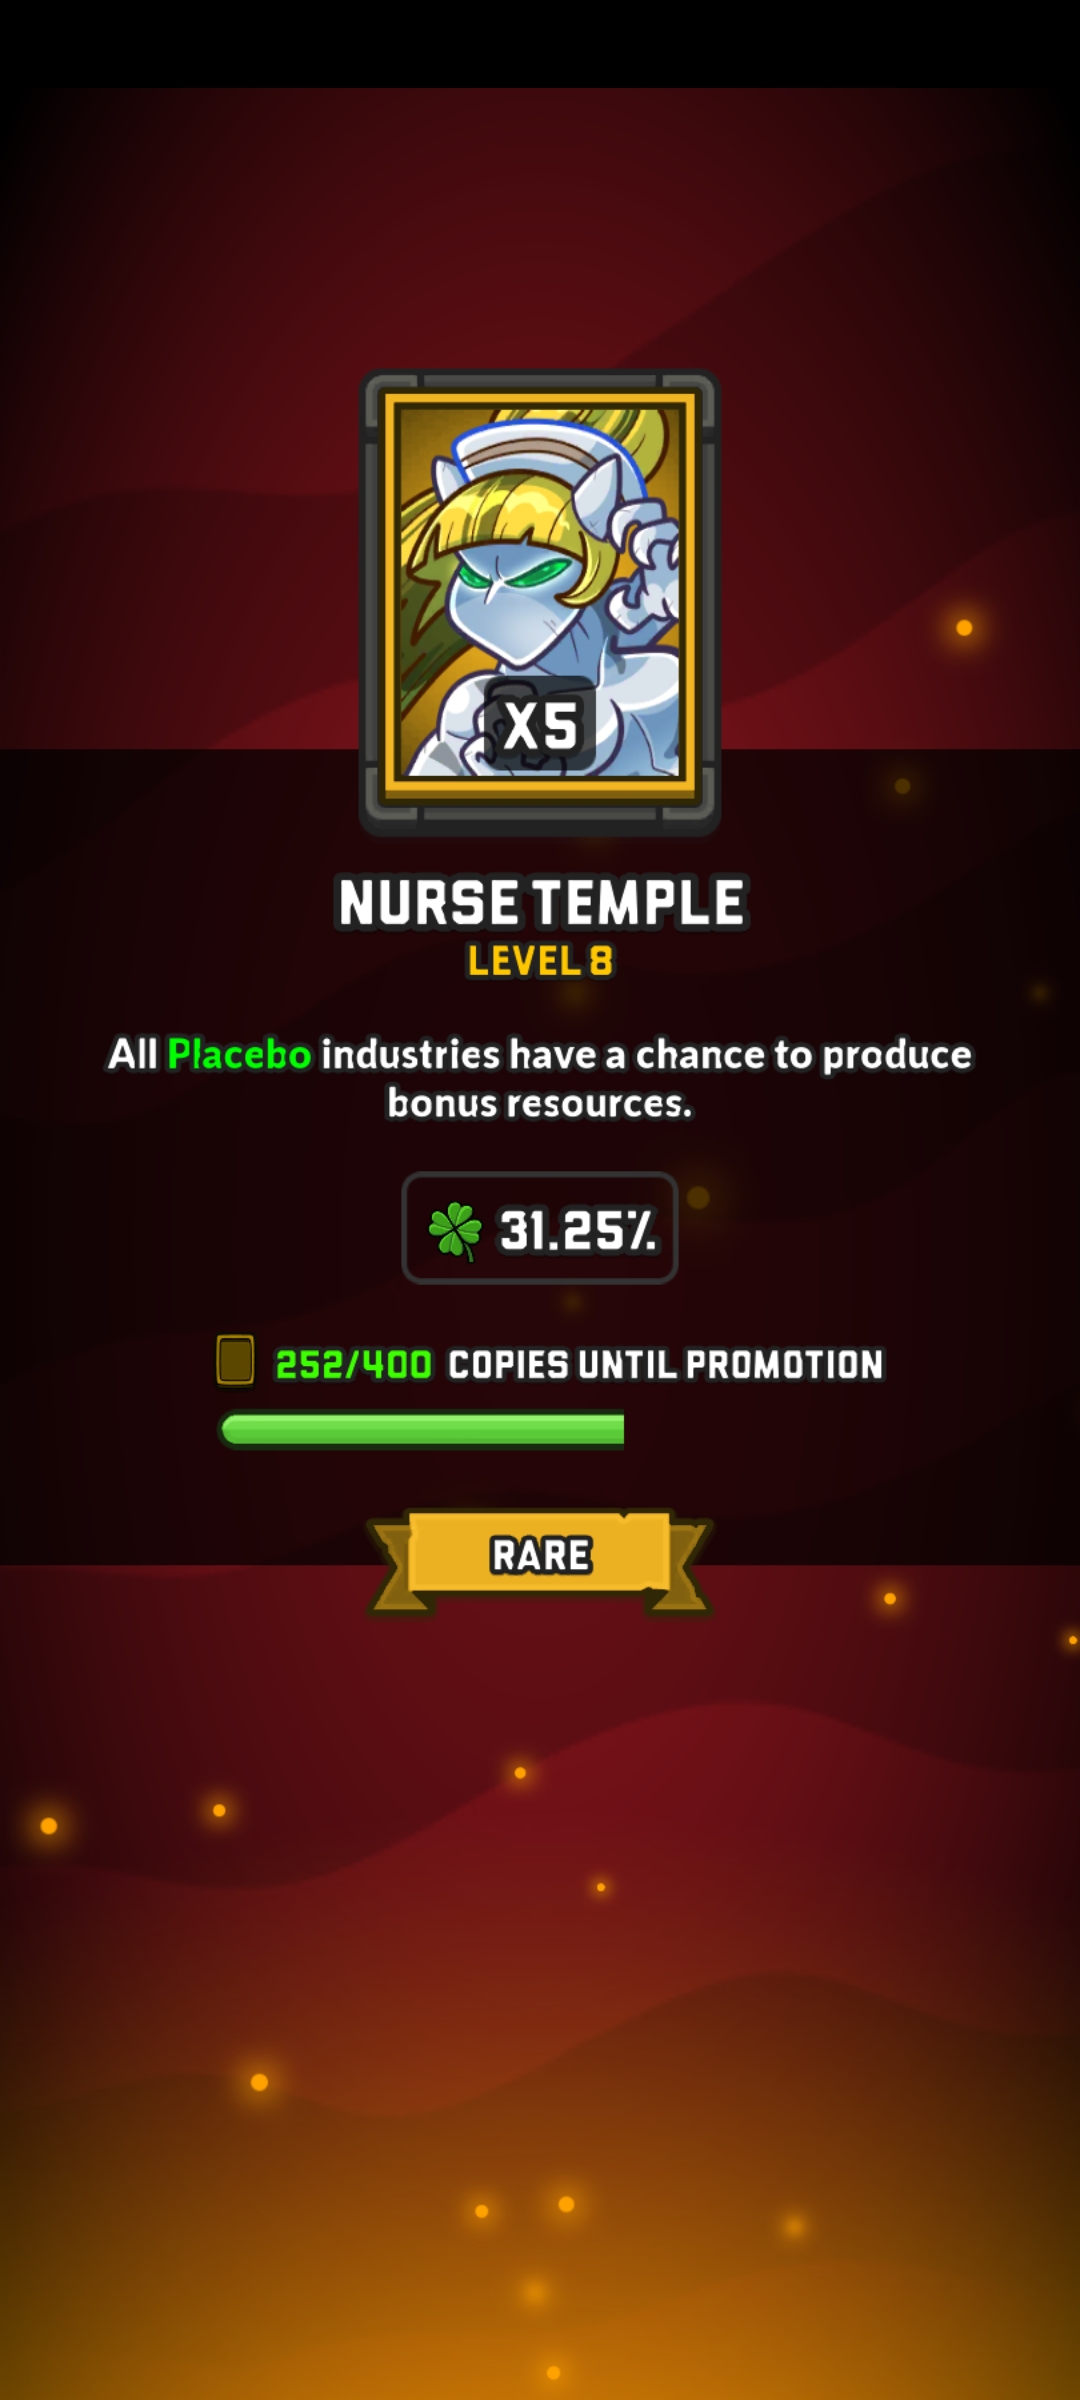 X5
NURSE TEMPLE
LEVEL 8
All Placebo industries have a chance to produce
bonus resources.
31.25%
252/400 COPIES UNTIL PROMOTION
RARE